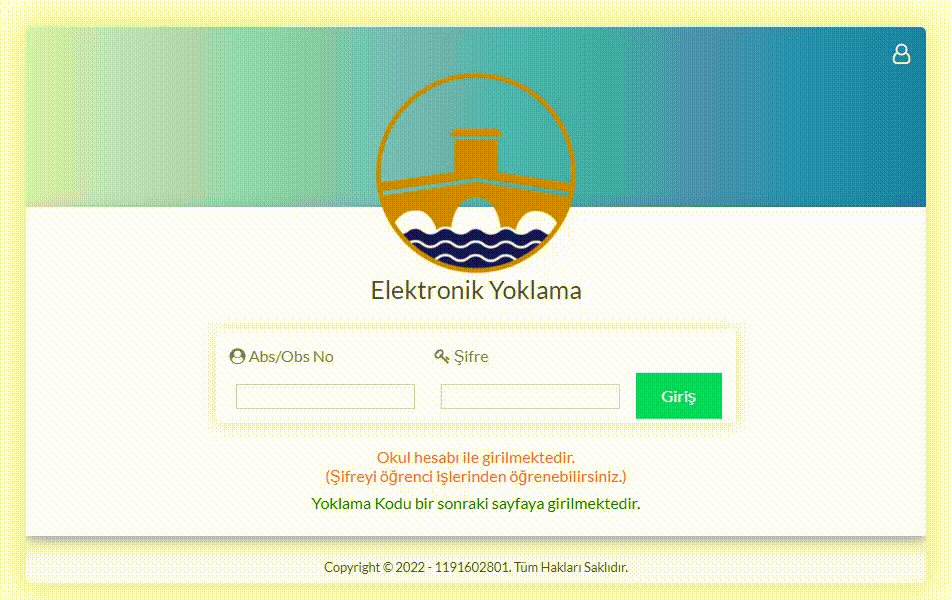 Elektronik Yoklama
Abs/Obs No
Şifre
Giriş
Okul hesabı ile girilmektedir.
(Şifreyi öğrenci işlerinden öğrenebilirsiniz.)
Yoklama Kodu bir sonraki sayfaya girilmektedir.
Copyright © 2022 - 1191602801. Tüm Hakları Saklıdır.